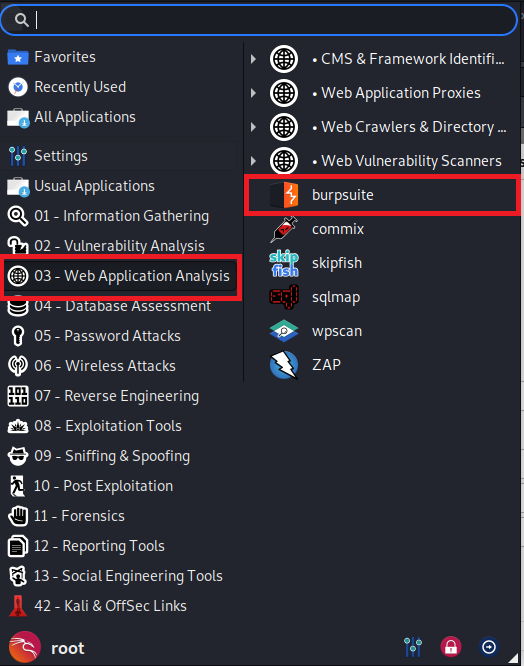 Favorites
Recently Used
All Applications
Settings
Usual Applications
01 - Information Gathering
02 - Vulnerability Analysis
03 - Web Application Analysis
04 - Database Assessment
05 - Password Attacks
06 - Wireless Attacks
07 - Reverse Engineering
08 - Exploitation Tools
09 - Sniffing & Spoofing
10 - Post Exploitation
11 - Forensics
12 - Reporting Tools
13 - Social Engineering Tools
42 - Kali & OffSec Links
• CMS & Framework Identifi...
• Web Application Proxies
• Web Crawlers & Directory ...
• Web Vulnerability Scanners
burpsuite
commix
skip
fish
skipfish
sql
sqlmap
wpscan
ZAP
root